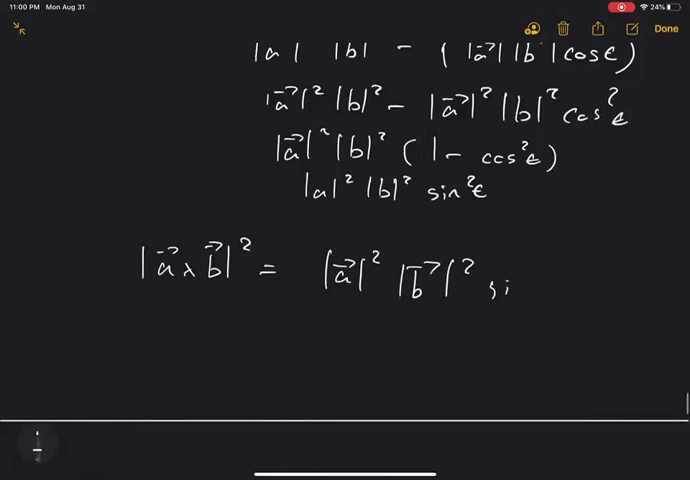 11:00 PM Mon Aug 31
24%
Done
|a| |b| - (|a⃗| |b| cos ϵ)
|a⃗|² |b|² - |a⃗|² |b|² cos² ϵ
|a⃗|² |b|² (1 - cos² ϵ)
|a|² |b|² sin² ϵ
|a⃗ × b⃗|² = |a⃗|² |b⃗|² si